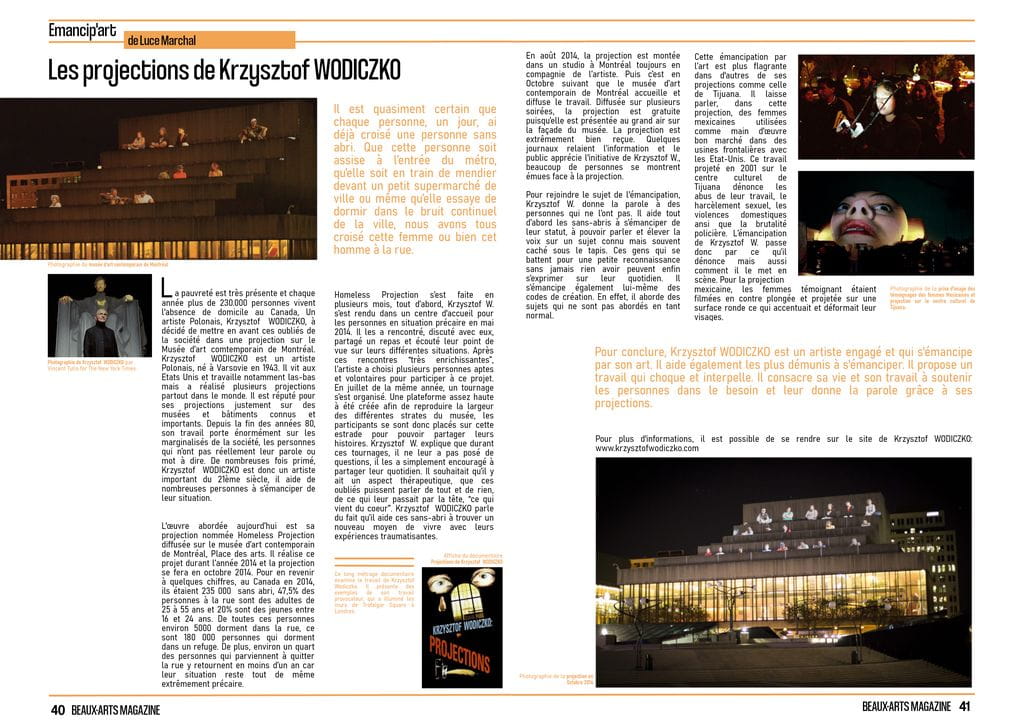 Emancip'art
de Luce Marchal
Les projections de Krzysztof WODICZKO
Il est quasiment certain que
chaque personne, un jour, ai
déjà croisé une personne sans
abri. Que cette personne soit
assise à l'entrée du métro,
qu'elle soit en train de mendier
devant un petit supermarché de
ville ou même qu'elle essaye de
dormir dans le bruit continuel
de la ville, nous avons tous
croisé cette femme ou bien cet
homme à la rue.
Photographie du musée d'art contemporain de Montréal
Photographie de Krzysztof WODICZKO par
Vincent Tullo for The New York Times
La pauvreté est très présente et chaque
année plus de 230.000 personnes vivent
l'absence de domicile au Canada, Un
artiste Polonais, Krzysztof WODICZKO, à
décidé de mettre en avant ces oubliés de
la société dans une projection sur le
Musée d'art comtemporain de Montréal.
Krzysztof WODICZKO est un artiste
Polonais, né à Varsovie en 1943. Il vit aux
Etats Unis et travaille notamment las-bas
mais a réalisé plusieurs projections
partout dans le monde. Il est réputé pour
ses projections justement sur des
musées et bâtiments connus et
importants. Depuis la fin des années 80,
son travail porte énormément sur les
marginalisés de la société, les personnes
qui n'ont pas réellement leur parole ou
mot à dire. De nombreuses fois primé,
Krzysztof WODICZKO est donc un artiste
important du 21ème siècle, il aide de
nombreuses personnes à s'émanciper de
leur situation.
L'œuvre abordée aujourd'hui est sa
projection nommée Homeless Projection
diffusée sur le musée d'art contemporain
de Montréal, Place des arts. Il réalise ce
projet durant l'année 2014 et la projection
se fera en octobre 2014. Pour en revenir
à quelques chiffres, au Canada en 2014,
ils étaient 235 000 sans abri, 47,5% des
personnes à la rue sont des adultes de
25 à 55 ans et 20% sont des jeunes entre
16 et 24 ans. De toutes ces personnes
environ 5000 dorment dans la rue, ce
sont 180 000 personnes qui dorment
dans un refuge. De plus, environ un quart
des personnes qui parviennent à quitter
la rue y retournent en moins d'un an car
leur situation reste tout de même
extrêmement précaire.
Homeless Projection s'est faite en
plusieurs mois, tout d'abord, Krzysztof W.
s'est rendu dans un centre d'accueil pour
les personnes en situation précaire en mai
2014. Il les a rencontré, discuté avec eux,
partagé un repas et écouté leur point de
vue sur leurs différentes situations. Après
ces rencontres "très enrichissantes",
l'artiste a choisi plusieurs personnes aptes
et volontaires pour participer à ce projet.
En juillet de la même année, un tournage
s'est organisé. Une plateforme assez haute
à été créée afin de reproduire la largeur
des différentes strates du musée, les
participants se sont donc placés sur cette
estrade pour pouvoir partager leurs
histoires. Krzysztof W. explique que durant
ces tournages, il ne leur a pas posé de
questions, il les a simplement encouragé à
partager leur quotidien. Il souhaitait qu'il y
ait un aspect thérapeutique, que ces
oubliés puissent parler de tout et de rien,
de ce qui leur passait par la tête, "ce qui
vient du coeur". Krzysztof WODICZKO parle
du fait qu'il aide ces sans-abri à trouver un
nouveau moyen de vivre avec leurs
expériences traumatisantes.
Affiche du documentaire
Projections de Krzysztof WODICZKO
Ce long métrage documentaire
examine le travail de Krzysztof
Wodiczko. Il présente des
exemples de son travail
provocateur, qui a illuminé les
murs de Trafalgar Square à
Londres.
KRZYSZTOF WODICZKO:
PROJECTIONS
40 BEAUX-ARTS MAGAZINE
En août 2014, la projection est montée
dans un studio à Montréal toujours en
compagnie de l'artiste. Puis c'est en
Octobre suivant que le musée d'art
contemporain de Montréal accueille et
diffuse le travail. Diffusée sur plusieurs
soirées, la projection est gratuite
puisqu'elle est présentée au grand air sur
la façade du musée. La projection est
extrêmement bien reçue. Quelques
journaux relaient l'information et le
public apprécie l'initiative de Krzysztof W.,
beaucoup de personnes se montrent
émues face à la projection.
Pour rejoindre le sujet de l'émancipation,
Krzysztof W. donne la parole à des
personnes qui ne l'ont pas. Il aide tout
d'abord les sans-abris à s'émanciper de
leur statut, à pouvoir parler et élever la
voix sur un sujet connu mais souvent
caché sous le tapis. Ces gens qui se
battent pour une petite reconnaissance
sans jamais rien avoir peuvent enfin
s'exprimer sur leur quotidien. Il
s'émancipe également lui-même des
codes de création. En effet, il aborde des
sujets qui ne sont pas abordés en tant
normal.
Cette émancipation par
l'art est plus flagrante
dans d'autres de ses
projections comme celle
de Tijuana. Il laisse
parler, dans cette
projection, des femmes
mexicaines utilisées
comme main d'œuvre
bon marché dans des
usines frontalières avec
les Etat-Unis. Ce travail
projeté en 2001 sur le
centre culturel de
Tijuana dénonce les
abus de leur travail, le
harcèlement sexuel, les
violences domestiques
ansi que la brutalité
policière. L'émancipation
de Krzysztof W. passe
donc par ce qu'il
dénonce mais aussi
comment il le met en
scène. Pour la projection
mexicaine, les femmes témoignant étaient
filmées en contre plongée et projetée sur une
surface ronde ce qui accentuait et déformait leur
visages.
Photographie de la prise d'image des
témoignages des femmes Mexicaines et
projection sur le centre culturel de
Tijuana.
Pour conclure, Krzysztof WODICZKO est un artiste engagé et qui s'émancipe
par son art. Il aide également les plus démunis à s'émanciper. Il propose un
travail qui choque et interpelle. Il consacre sa vie et son travail à soutenir
les personnes dans le besoin et leur donne la parole grâce à ses
projections.
Pour plus d'informations, il est possible de se rendre sur le site de Krzysztof WODICZKO:
www.krzysztofwodiczko.com
Photographie de la projection en
Octobre 2014
BEAUX-ARTS MAGAZINE 41